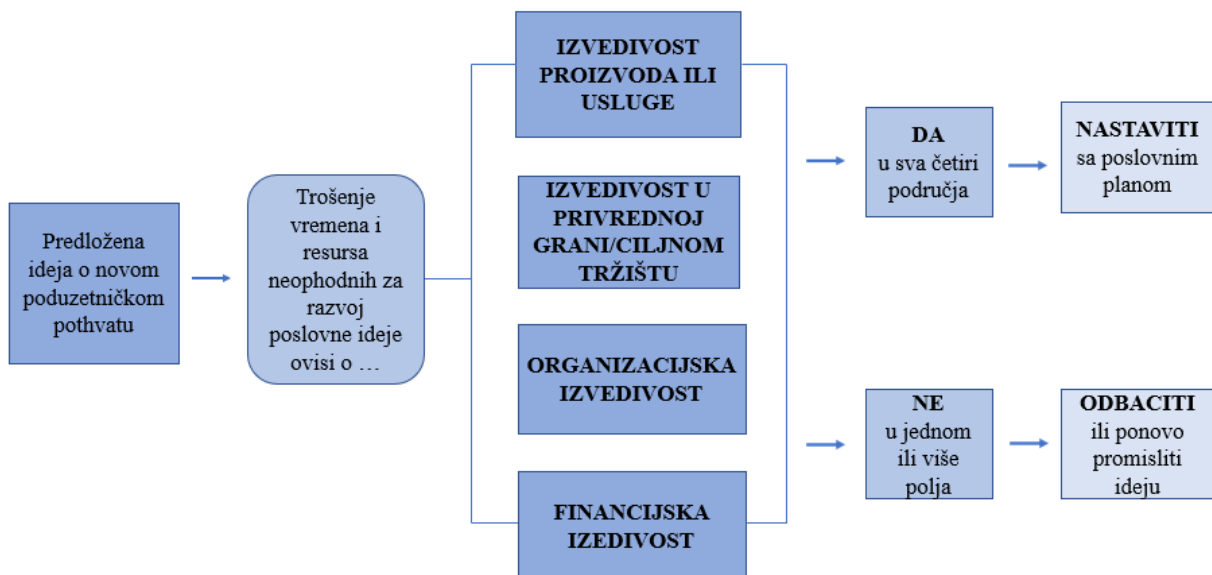 Predložena
ideja o novom
poduzetničkom
pothvatu
Trošenje
vremena i
resursa
neophodnih za
razvoj
poslovne ideje
ovisi o …
IZVEDIVOST
PROIZVODA ILI
USLUGE
IZVEDIVOST U
PRIVREDNOJ
GRANI/CILJNOM
TRŽIŠTU
ORGANIZACIJSKA
IZVEDIVOST
FINANCIJSKA
IZEDIVOST
DA
u sva četiri
područja
NASTAVITI
sa poslovnim
planom
NE
u jednom
ili više
polja
ODBACITI
ili ponovo
promisliti
ideju